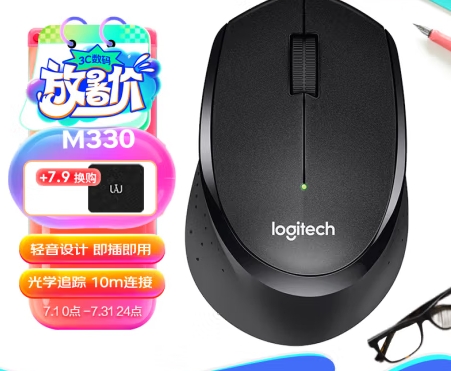 3C数码
放暑价
M330
+7.9 换购
轻音设计 即插即用
光学追踪 10m连接
7.1 0点 -7.31 24点
logitech